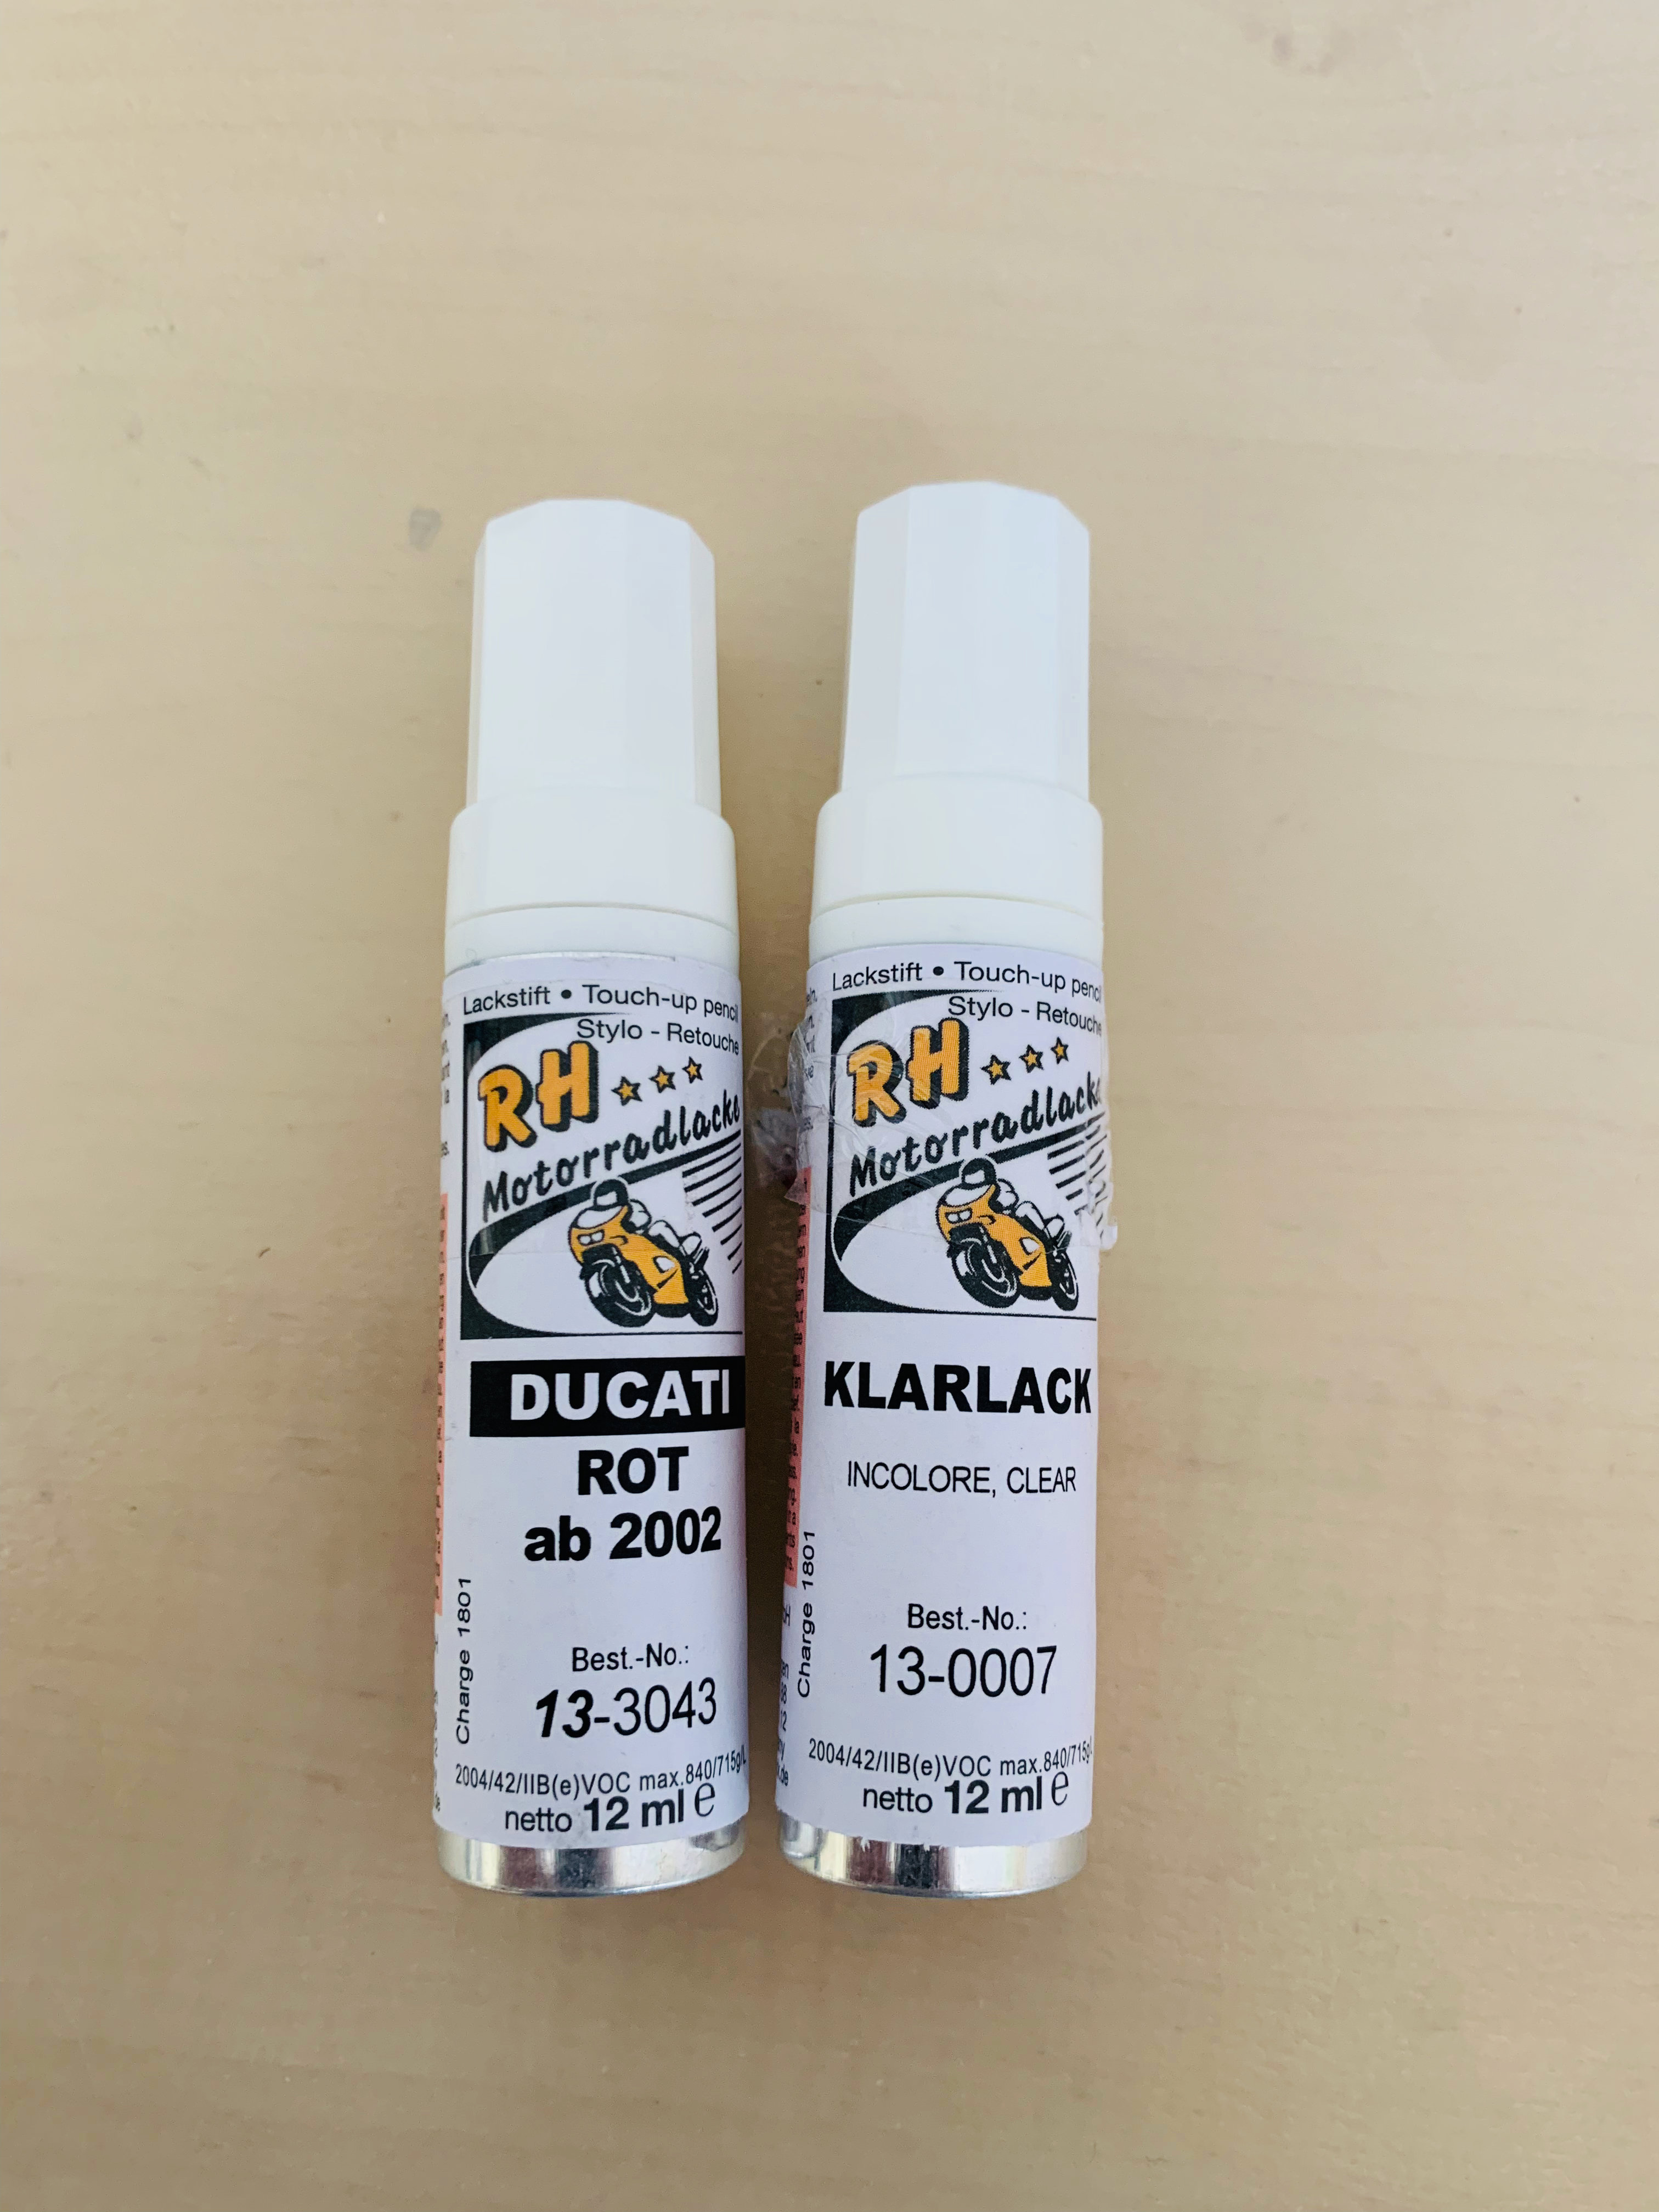 Lackstift • Touch-up pencil
Stylo - Retouche
RH
Motorradlacke
DUCATI
ROT
ab 2002
Charge 1801
Best.-No.:
13-3043
2004/42/IIB(e)VOC max.840/715g/L
netto 12 ml e
Lackstift • Touch-up penci
Stylo - Retouche
RH
Motorradlacke
KLARLACK
INCOLORE, CLEAR
Charge 1801
Best.-No.:
13-0007
2004/42/IIB(e)VOC max.840/715g/
netto 12 ml e